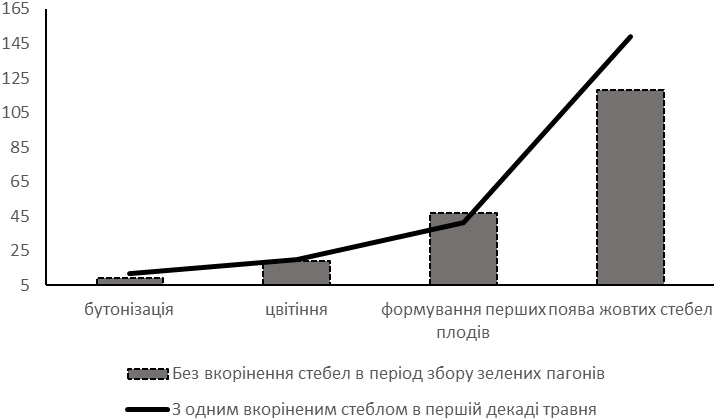 165
145
125
105
85
65
45
25
5
бутонізація
цвітіння
формування перших
плодів
поява жовтих стебел
Без вкорінення стебел в період збору зелених пагонів
З одним вкоріненим стеблом в першій декаді травня